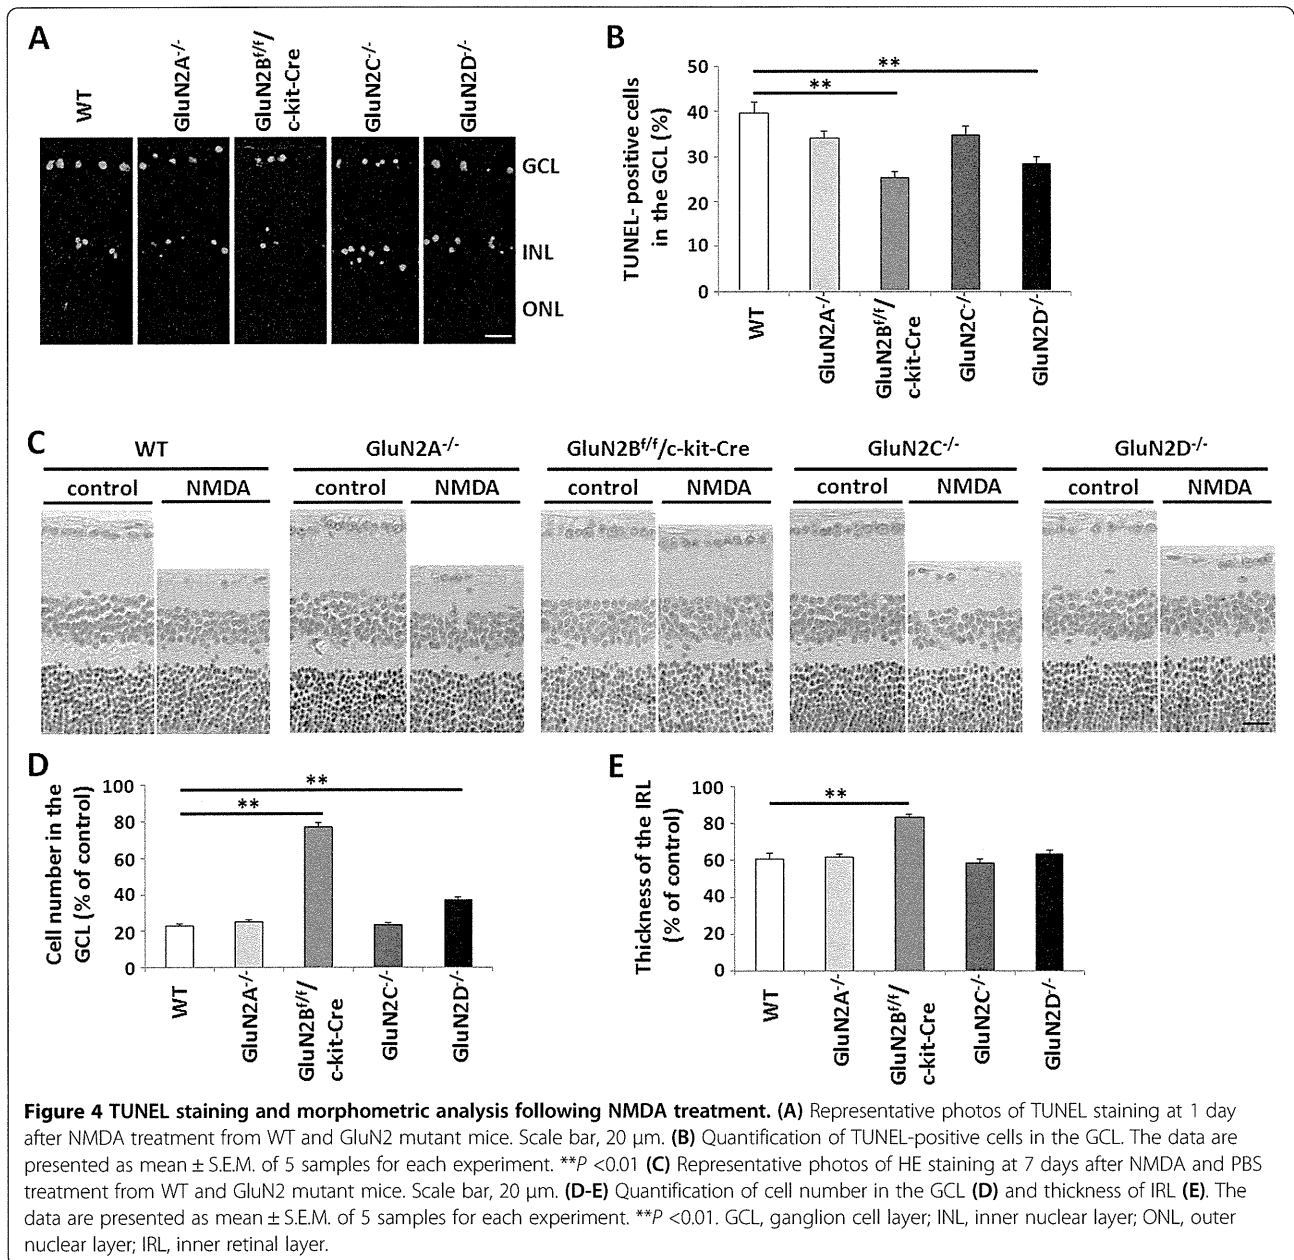 A
WT
GluN2A-/-
GluN2Bf/f/
c-kit-Cre
GluN2C-/-
GluN2D-/-
GCL
INL
ONL
B
TUNEL-positive cells
in the GCL (%)
50
40
30
20
10
0
**
**
WT
GluN2A-/-
GluN2Bf/f/
c-kit-Cre
GluN2C-/-
GluN2D-/-
C
WT
GluN2A-/-
GluN2Bf/f/c-kit-Cre
GluN2C-/-
GluN2D-/-
control
NMDA
control
NMDA
control
NMDA
control
NMDA
control
NMDA
D
Cell number in the
GCL (% of control)
100
80
60
40
20
0
**
**
WT
GluN2A-/-
GluN2Bf/f/
c-kit-Cre
GluN2C-/-
GluN2D-/-
E
Thickness of the IRL
(% of control)
100
80
60
40
20
0
**
WT
GluN2A-/-
GluN2Bf/f/
c-kit-Cre
GluN2C-/-
GluN2D-/-
Figure 4 TUNEL staining and morphometric analysis following NMDA treatment. (A) Representative photos of TUNEL staining at 1 day
after NMDA treatment from WT and GluN2 mutant mice. Scale bar, 20 μm. (B) Quantification of TUNEL-positive cells in the GCL. The data are
presented as mean ± S.E.M. of 5 samples for each experiment. **P <0.01 (C) Representative photos of HE staining at 7 days after NMDA and PBS
treatment from WT and GluN2 mutant mice. Scale bar, 20 μm. (D-E) Quantification of cell number in the GCL (D) and thickness of IRL (E). The
data are presented as mean ± S.E.M. of 5 samples for each experiment. **P <0.01. GCL, ganglion cell layer; INL, inner nuclear layer; ONL, outer
nuclear layer; IRL, inner retinal layer.